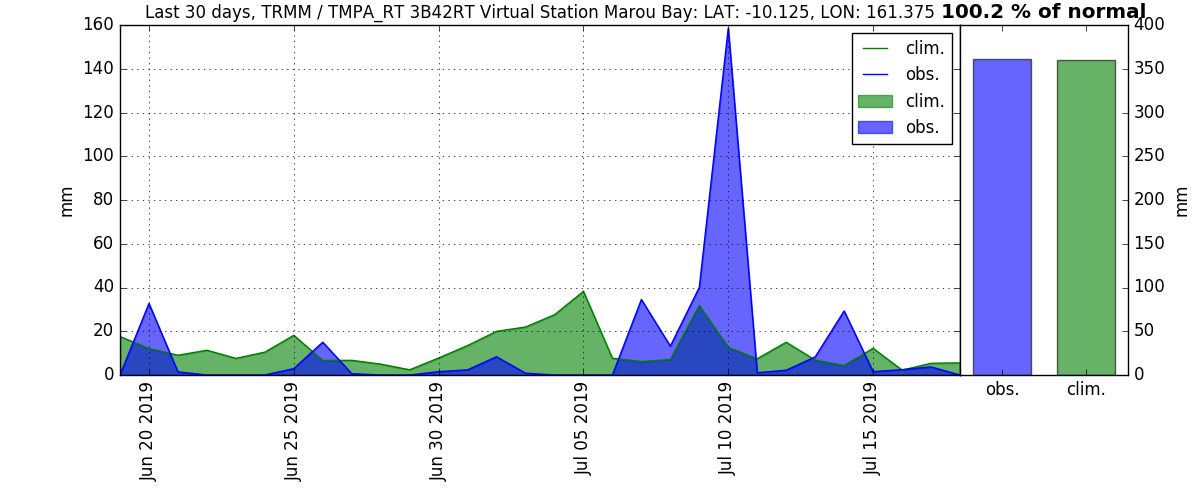 Last 30 days, TRMM / TMPA_RT 3B42RT Virtual Station Marou Bay: LAT: -10.125, LON: 161.375 100.2 % of normal
160
140
120
100
80
60
40
20
0
mm
clim.
obs.
clim.
obs.
Jun 20 2019
Jun 25 2019
Jun 30 2019
Jul 05 2019
Jul 10 2019
Jul 15 2019
400
350
300
250
200
150
100
50
0
mm
obs.
clim.